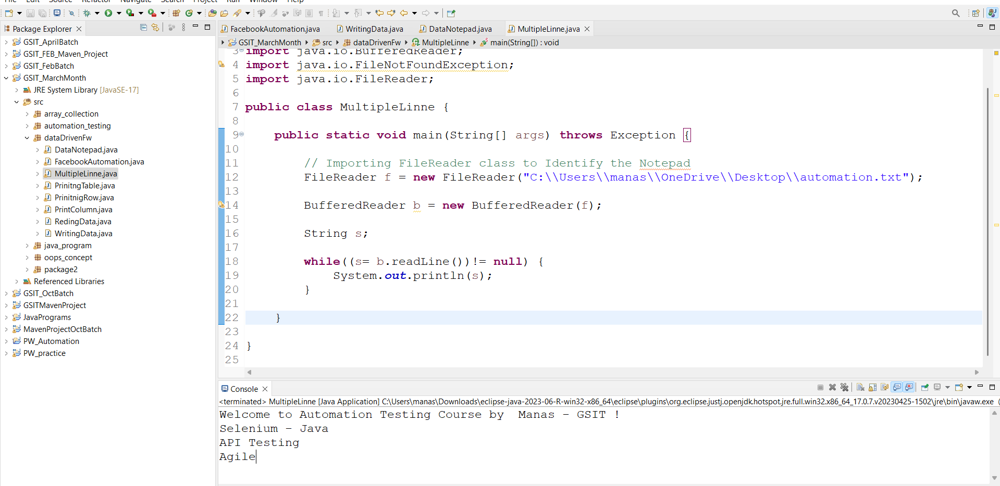 File Edit Source Refactor Navigate Search Project Run Window Help
Package Explorer
GSIT_AprilBatch
GSIT_FEB_Maven_Project
GSIT_FebBatch
GSIT_MarchMonth
JRE System Library [JavaSE-17]
src
array_collection
automation_testing
dataDrivenFw
DataNotepad.java
FacebookAutomation.java
MultipleLinne.java
PrinitngTable.java
PrinitnigRow.java
PrintColumn.java
RedingData.java
WritingData.java
java_program
oops_concept
package2
Referenced Libraries
GSIT_OctBatch
GSITMavenProject
JavaPrograms
MavenProjectOctBatch
PW_Automation
PW_practice
FacebookAutomation.java WritingData.java DataNotepad.java MultipleLinne.java
GSIT_MarchMonth src dataDrivenFw MultipleLinne main(String[]) : void
3 import java.io.BufferedReader;
4 import java.io.FileNotFoundException;
5 import java.io.FileReader;
6
7 public class MultipleLinne {
8
9 public static void main(String[] args) throws Exception {
10
11 // Importing FileReader class to Identify the Notepad
12 FileReader f = new FileReader("C:\\Users\\manas\\OneDrive\\Desktop\\automation.txt");
13
14 BufferedReader b = new BufferedReader(f);
15
16 String s;
17
18 while((s= b.readLine())!= null) {
19 System.out.println(s);
20 }
21
22 }
23
24 }
25
Console
<terminated> MultipleLinne [Java Application] C:\Users\manas\Downloads\eclipse-java-2023-06-R-win32-x86_64\eclipse\plugins\org.eclipse.justj.openjdk.hotspot.jre.full.win32.x86_64_17.0.7.v20230425-1502\jre\bin\javaw.exe (
Welcome to Automation Testing Course by  Manas - GSIT !
Selenium - Java
API Testing
Agile